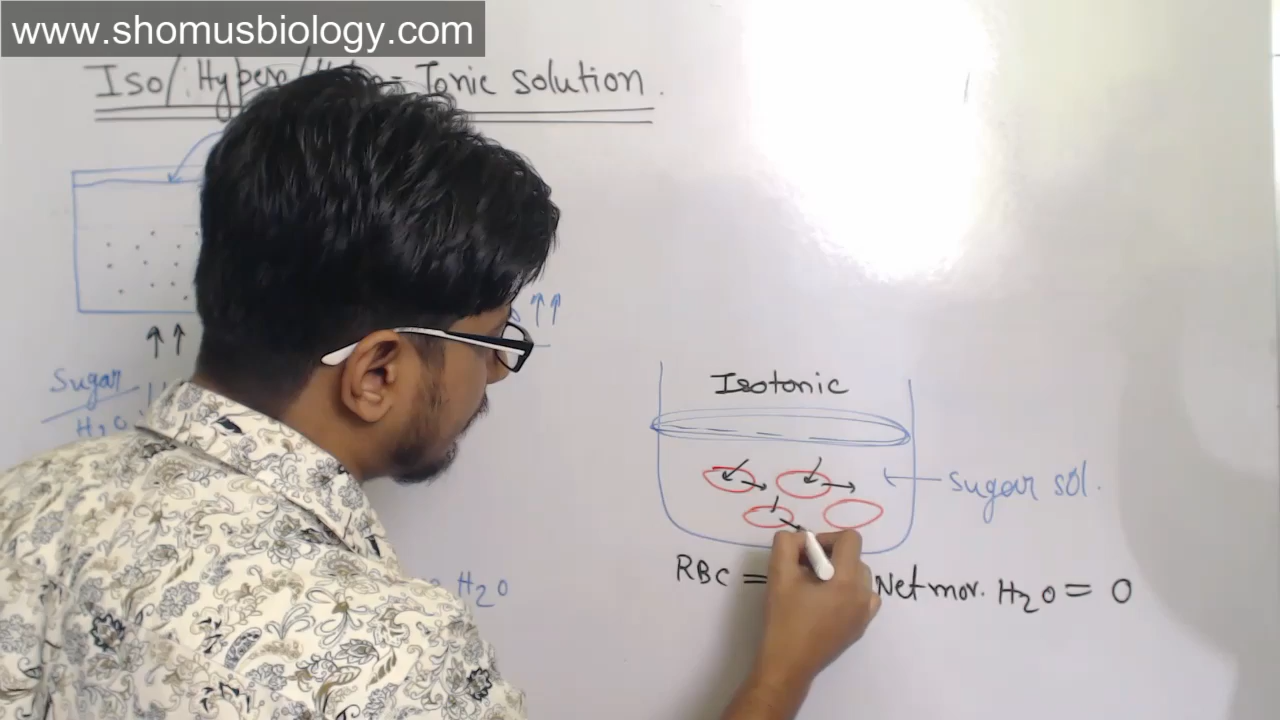 www.shomusbiology.com
Iso/Hyper/ Tonic solution.
Sugar
H2O
Isotonic
sugar sol.
H2O
RBC = Net mov. H2O = 0